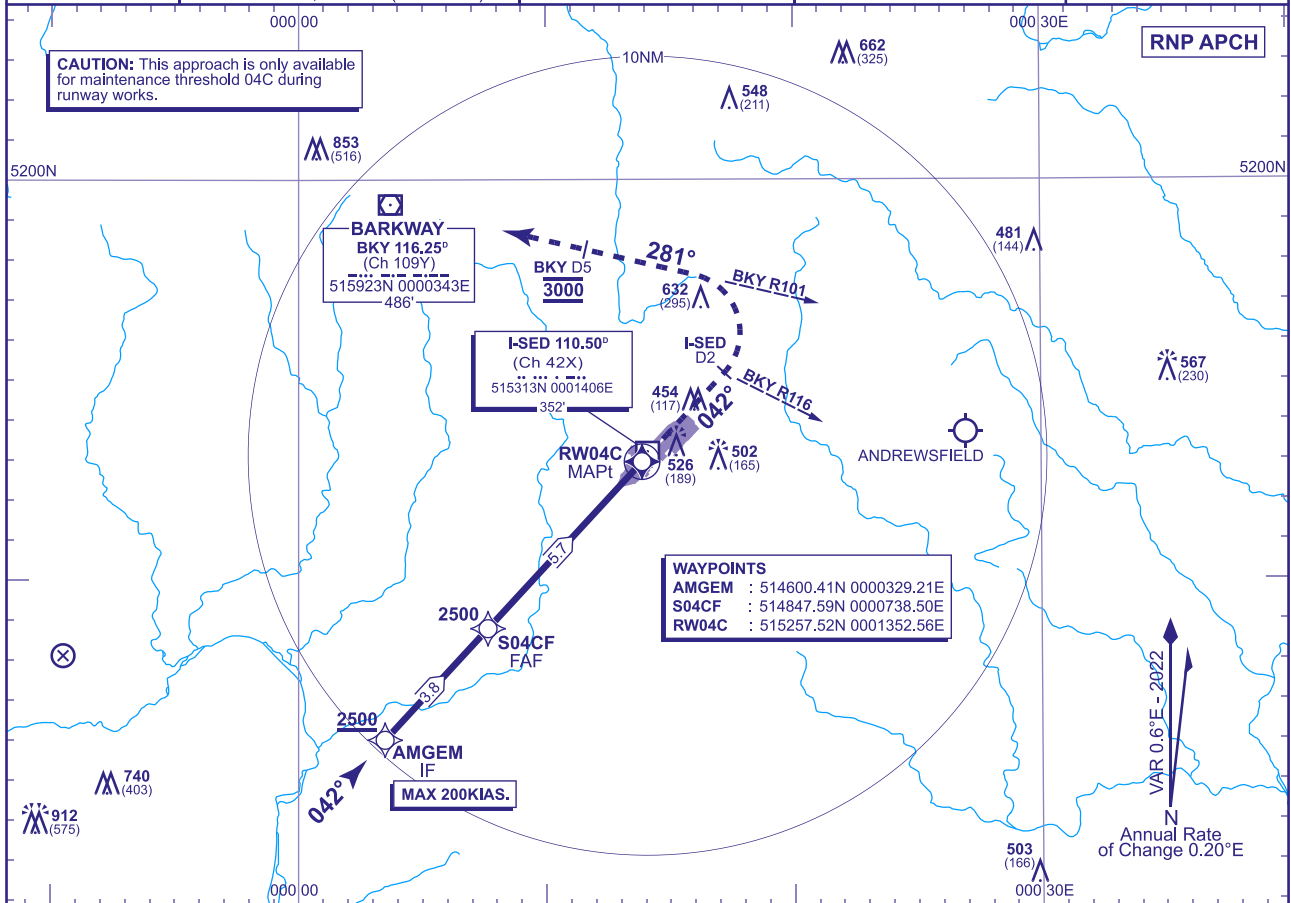 000 00
000 30E
RNP APCH
CAUTION: This approach is only available
for maintenance threshold 04C during
runway works.
10NM
662
(325)
548
(211)
853
(516)
5200N
5200N
BARKWAY
BKY 116.25ᴰ
(Ch 109Y)
515923N 0000343E
486'
281°
BKY D5
3000
BKY R101
632
(295)
481
(144)
I-SED 110.50ᴰ
(Ch 42X)
515313N 0001406E
352'
I-SED
D2
BKY R116
567
(230)
454
(117)
042°
RW04C
MAPt
526
(189)
502
(165)
ANDREWSFIELD
5.7
WAYPOINTS
AMGEM : 514600.41N 0000329.21E
S04CF : 514847.59N 0000738.50E
RW04C : 515257.52N 0001352.56E
2500
S04CF
FAF
3.8
2500
AMGEM
IF
042°
MAX 200KIAS.
740
(403)
912
(575)
VAR 0.6°E - 2022
N
Annual Rate
of Change 0.20°E
503
(166)
000 00
000 30E